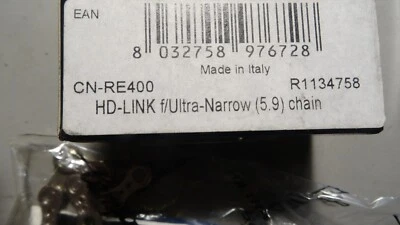 EAN
8 032758 976728
Made in Italy
CN-RE400 R1134758
HD-LINK f/Ultra-Narrow (5.9) chain